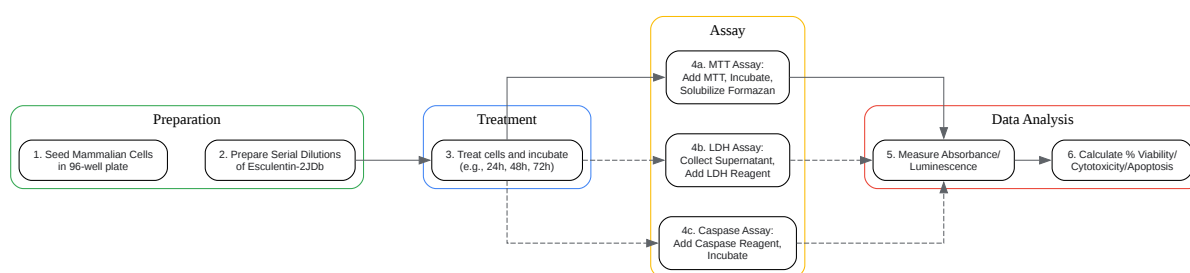 Preparation
1. Seed Mammalian Cells
in 96-well plate
2. Prepare Serial Dilutions
of Esculentin-2JDb
Treatment
3. Treat cells and incubate
(e.g., 24h, 48h, 72h)
Assay
4a. MTT Assay:
Add MTT, Incubate,
Solubilize Formazan
4b. LDH Assay:
Collect Supernatant,
Add LDH Reagent
4c. Caspase Assay:
Add Caspase Reagent,
Incubate
Data Analysis
5. Measure Absorbance/
Luminescence
6. Calculate % Viability/
Cytotoxicity/Apoptosis